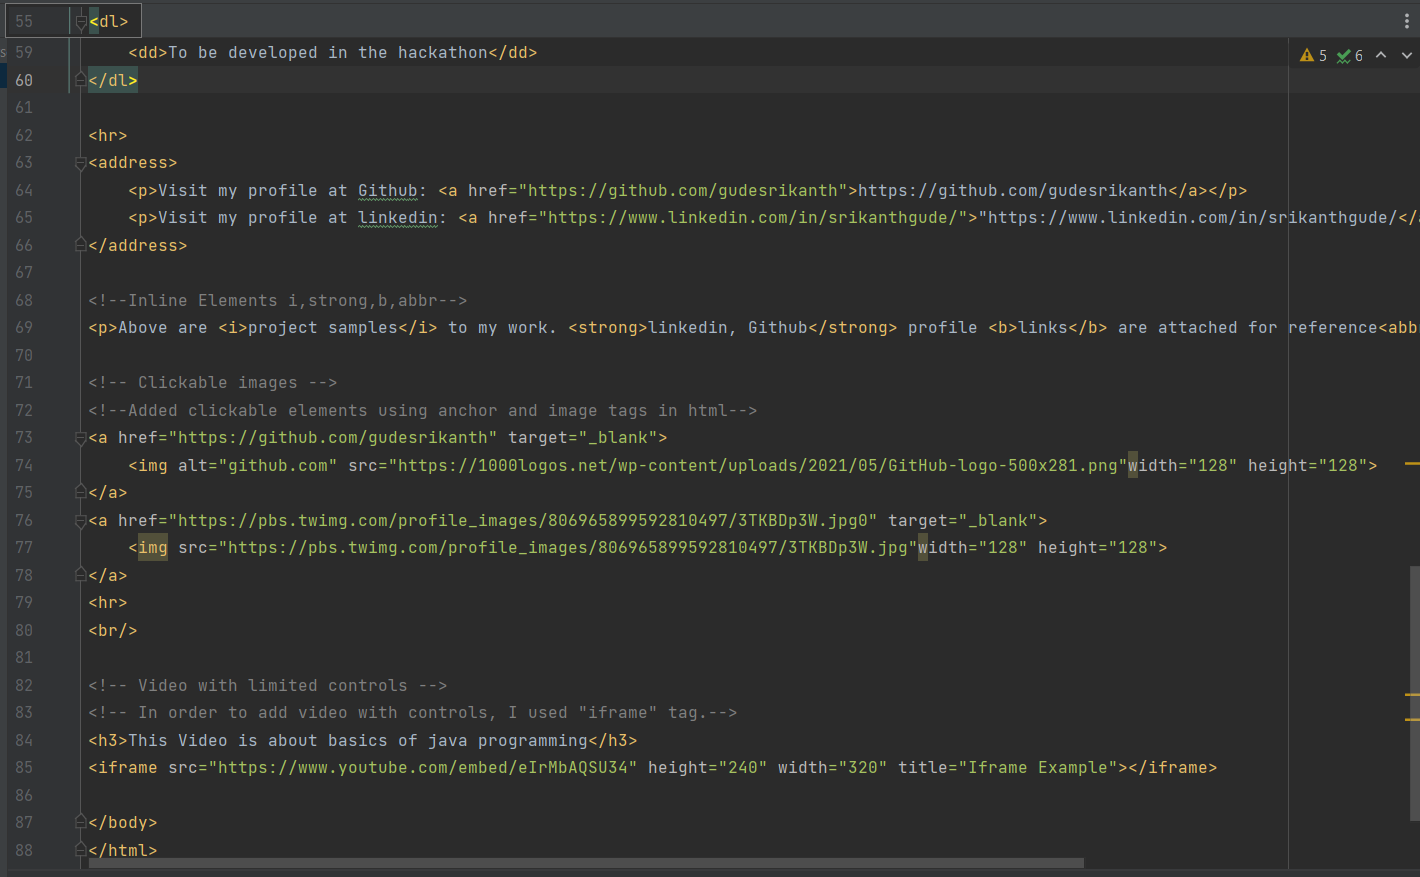 55 <dl>
59     <dd>To be developed in the hackathon</dd>
5 6
60 </dl>
61
62 <hr>
63 <address>
64     <p>Visit my profile at Github: <a href="https://github.com/gudesrikanth">https://github.com/gudesrikanth</a></p>
65     <p>Visit my profile at linkedin: <a href="https://www.linkedin.com/in/srikanthgude/">"https://www.linkedin.com/in/srikanthgude/</
66 </address>
67
68 <!--Inline Elements i,strong,b,abbr-->
69 <p>Above are <i>project samples</i> to my work. <strong>linkedin, Github</strong> profile <b>links</b> are attached for reference<abb
70
71 <!-- Clickable images -->
72 <!--Added clickable elements using anchor and image tags in html-->
73 <a href="https://github.com/gudesrikanth" target="_blank">
74     <img alt="github.com" src="https://1000logos.net/wp-content/uploads/2021/05/GitHub-logo-500x281.png"width="128" height="128">
75 </a>
76 <a href="https://pbs.twimg.com/profile_images/806965899592810497/3TKBDp3W.jpg0" target="_blank">
77     <img src="https://pbs.twimg.com/profile_images/806965899592810497/3TKBDp3W.jpg"width="128" height="128">
78 </a>
79 <hr>
80 <br/>
81
82 <!-- Video with limited controls -->
83 <!-- In order to add video with controls, I used "iframe" tag.-->
84 <h3>This Video is about basics of java programming</h3>
85 <iframe src="https://www.youtube.com/embed/eIrMbAQSU34" height="240" width="320" title="Iframe Example"></iframe>
86
87 </body>
88 </html>